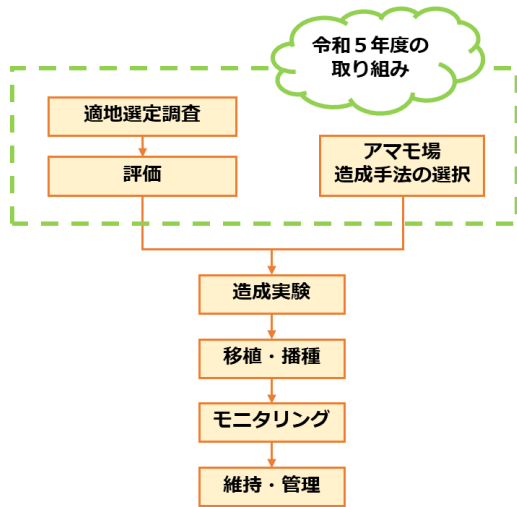 令和５年度の
取り組み
適地選定調査
評価
アマモ場
造成手法の選択
造成実験
移植・播種
モニタリング
維持・管理